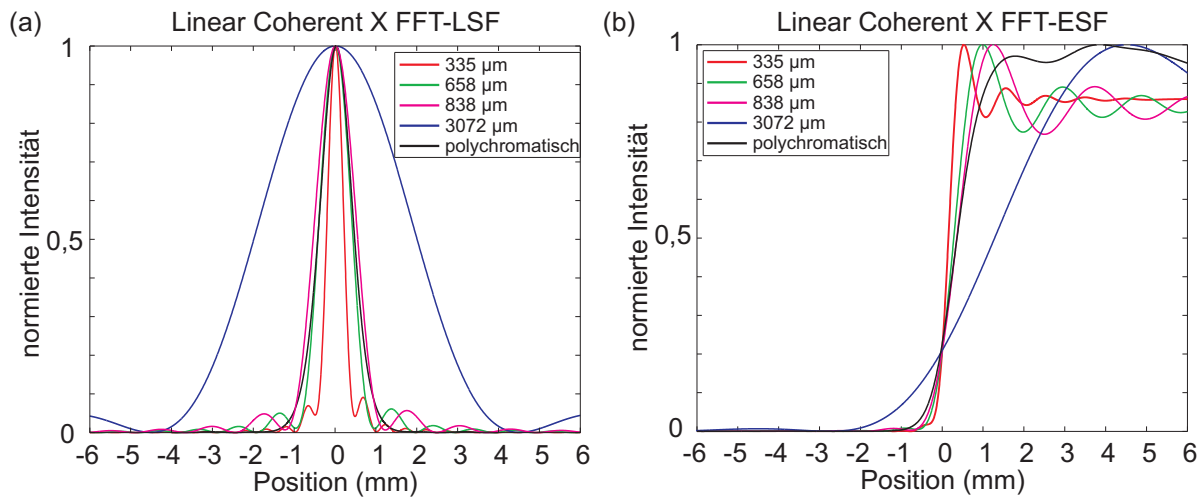 (a) Linear Coherent X FFT-LSF
1
0,5
0
normierte Intensität
335 µm
658 µm
838 µm
3072 µm
polychromatisch
-6 -5 -4 -3 -2 -1 0 1 2 3 4 5 6
Position (mm)
(b) Linear Coherent X FFT-ESF
1
0,5
0
normierte Intensität
335 µm
658 µm
838 µm
3072 µm
polychromatisch
-6 -5 -4 -3 -2 -1 0 1 2 3 4 5 6
Position (mm)